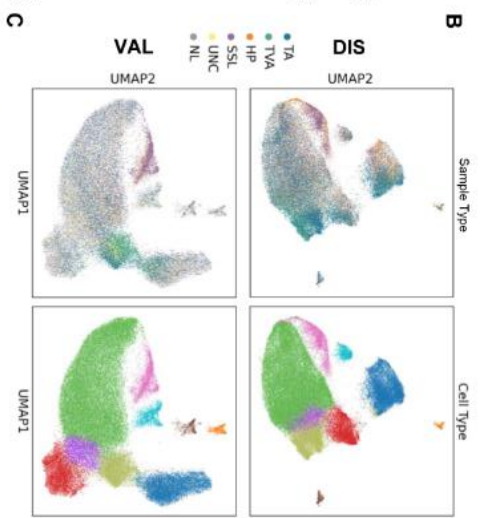 C
B
VAL
DIS
NL
UNC
SSL
HP
TVA
TA
UMAP2
UMAP2
UMAP1
Sample Type
UMAP1
Cell Type